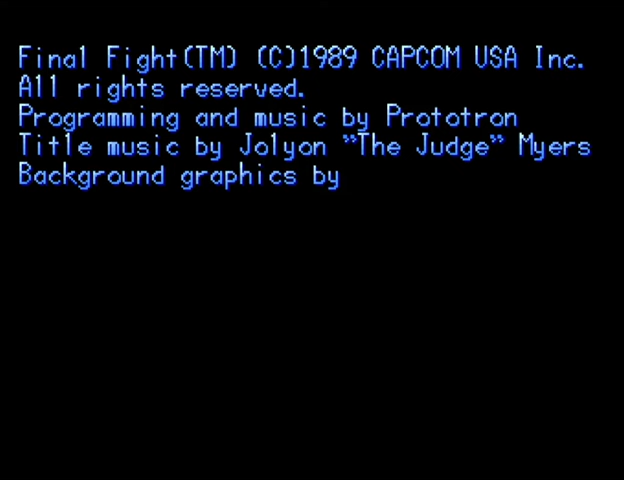 Final Fight(TM) (C)1989 CAPCOM USA Inc.
All rights reserved.
Programming and music by Prototron
Title music by Jolyon ”The Judge” Myers
Background graphics by